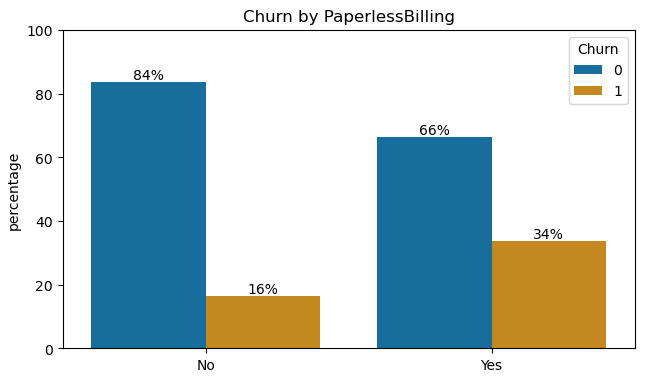 Churn by PaperlessBilling
100
80
60
40
20
0
percentage
84%
16%
66%
34%
Churn
0
1
No
Yes